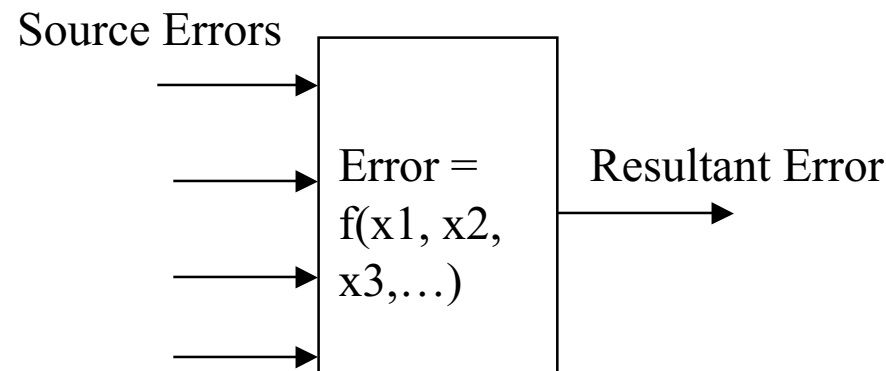 Source Errors
Error =
f(x1, x2,
x3,…)
Resultant Error